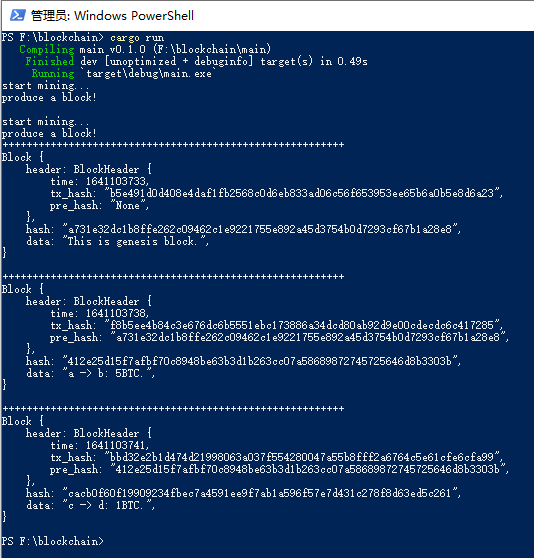 管理员: Windows PowerShell
PS F:\blockchain> cargo run
Compiling main v0.1.0 (F:\blockchain\main)
Finished dev [unoptimized + debuginfo] target(s) in 0.49s
Running `target\debug\main.exe`
start mining...
produce a block!
start mining...
produce a block!
+++++++++++++++++++++++++++++++++++++++++++++++++++++++++
Block {
header: BlockHeader {
time: 1641103733,
tx_hash: "b5e491d0d408e4daf1fb2568c0d6eb833ad06c56f653953ee65b6a0b5e8d6a23",
pre_hash: "None",
},
hash: "a731e32dc1b8ffe262c09462c1e9221755e892a45d3754b0d7293cf67b1a28e8",
data: "This is genesis block.",
}
+++++++++++++++++++++++++++++++++++++++++++++++++++++++++
Block {
header: BlockHeader {
time: 1641103738,
tx_hash: "f8b5ee4b84c3e676dc6b5551ebc173886a34dcd80ab92d9e00cdecdc6c417285",
pre_hash: "a731e32dc1b8ffe262c09462c1e9221755e892a45d3754b0d7293cf67b1a28e8",
},
hash: "412e25d15f7afbf70c8948be63b3d1b263cc07a58689872745725646d8b3303b",
data: "a -> b: 5BTC.",
}
+++++++++++++++++++++++++++++++++++++++++++++++++++++++++
Block {
header: BlockHeader {
time: 1641103741,
tx_hash: "bbd32e2b1d474d21998063a037f554280047a55b8fff2a6764c5e61cfe6cfa99",
pre_hash: "412e25d15f7afbf70c8948be63b3d1b263cc07a58689872745725646d8b3303b",
},
hash: "cacb0f60f19909234fbec7a4591ee9f7ab1a596f57e7d431c278f8d63ed5c261",
data: "c -> d: 1BTC.",
}
PS F:\blockchain>